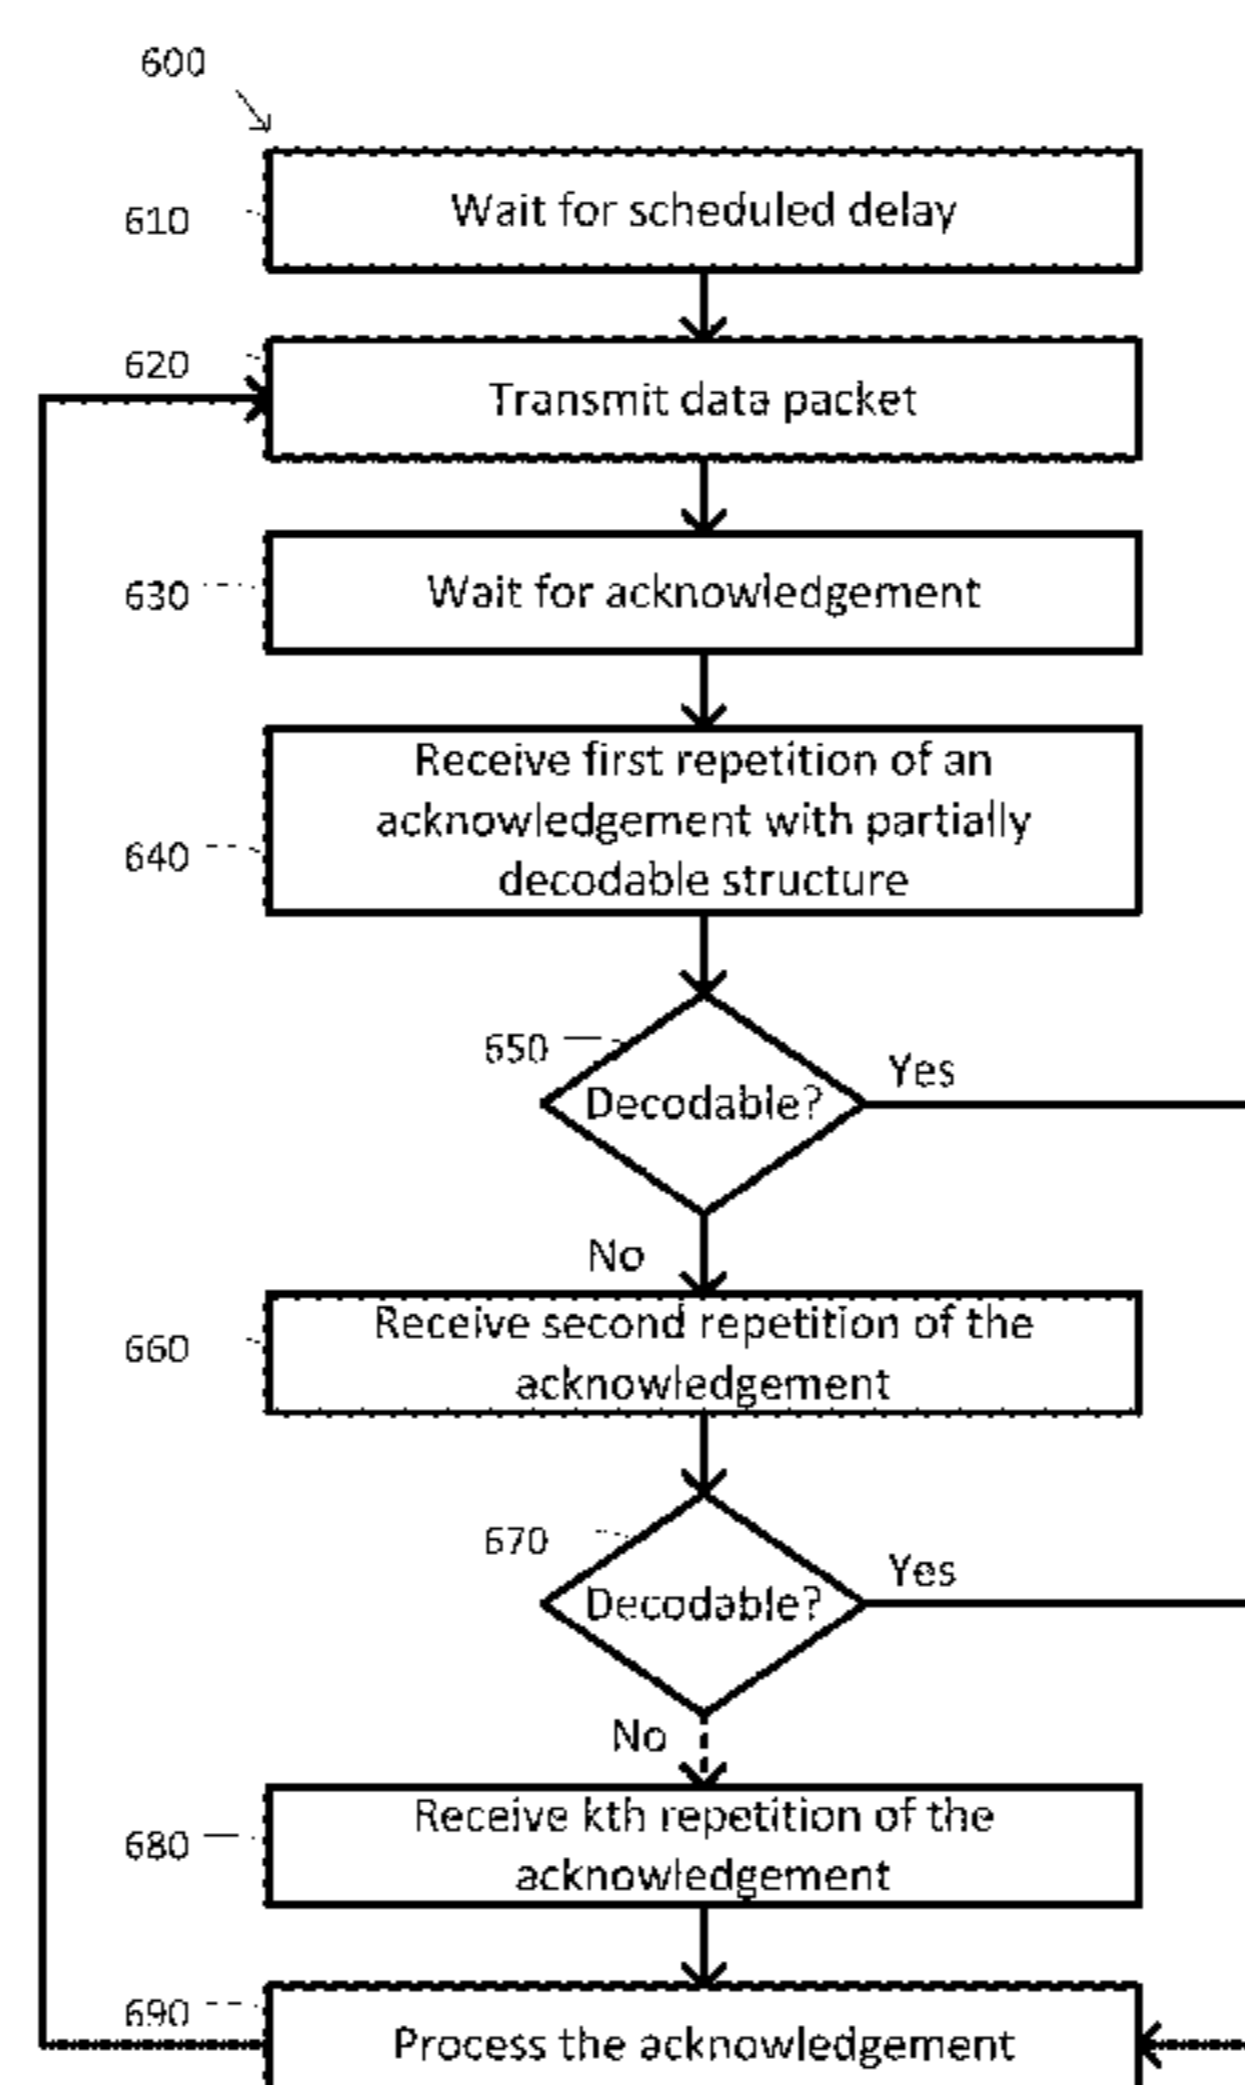 600
610
Wait for scheduled delay
620
Transmit data packet
630
Wait for acknowledgement
Receive first repetition of an
acknowledgement with partially
640
decodable structure
650
Yes
Decodable?
No
Receive second repetition of the
660
acknowledgement
670
Yes
Decodable?
No
Receive kth repetition of the
680
acknowledgement
690
Process the acknowledgement